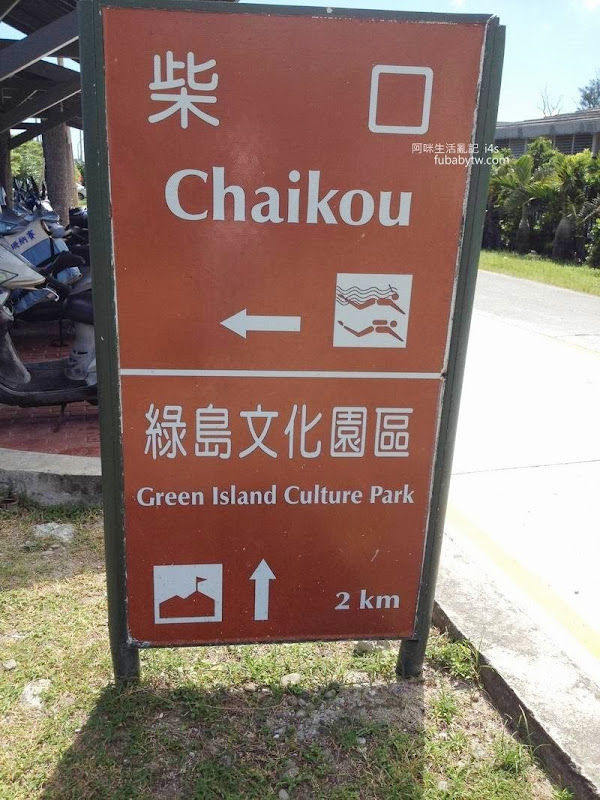 柴口
阿咪生活亂記 i4s
fubabytw.com
Chaikou
綠島文化園區
Green Island Culture Park
2 km